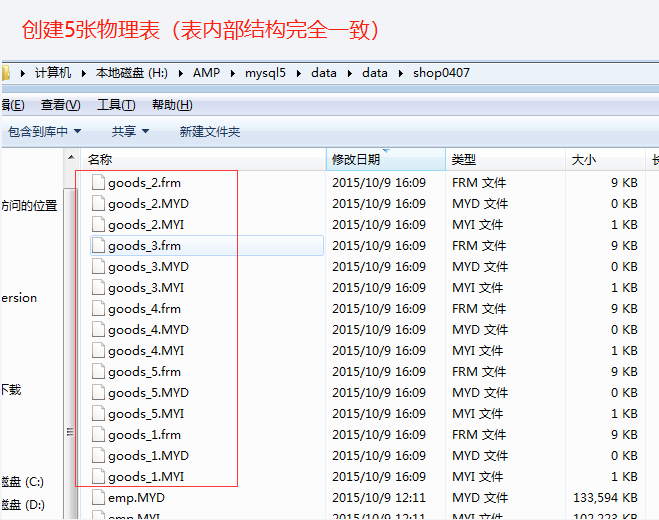 创建5张物理表（表内部结构完全一致）
计算机 本地磁盘 (H:) AMP mysql5 data data shop0407
辑(E) 查看(V) 工具(T) 帮助(H)
包含到库中 共享 新建文件夹
名称 修改日期 类型 大小
goods_2.frm 2015/10/9 16:09 FRM 文件 9 KB
goods_2.MYD 2015/10/9 16:09 MYD 文件 0 KB
访问的位置
goods_2.MYI 2015/10/9 16:09 MYI 文件 1 KB
goods_3.frm 2015/10/9 16:09 FRM 文件 9 KB
goods_3.MYD 2015/10/9 16:09 MYD 文件 0 KB
goods_3.MYI 2015/10/9 16:09 MYI 文件 1 KB
ersion
goods_4.frm 2015/10/9 16:09 FRM 文件 9 KB
goods_4.MYD 2015/10/9 16:09 MYD 文件 0 KB
goods_4.MYI 2015/10/9 16:09 MYI 文件 1 KB
goods_5.frm 2015/10/9 16:09 FRM 文件 9 KB
下载
goods_5.MYD 2015/10/9 16:09 MYD 文件 0 KB
goods_5.MYI 2015/10/9 16:09 MYI 文件 1 KB
goods_1.frm 2015/10/9 16:09 FRM 文件 9 KB
goods_1.MYD 2015/10/9 16:09 MYD 文件 0 KB
goods_1.MYI 2015/10/9 16:09 MYI 文件 1 KB
磁盘 (C:)
emp.MYD 2015/10/9 12:11 MYD 文件 133,594 KB
磁盘 (D:)
emp.MYI 2015/10/9 12:11 MYI 文件 102,223 KB